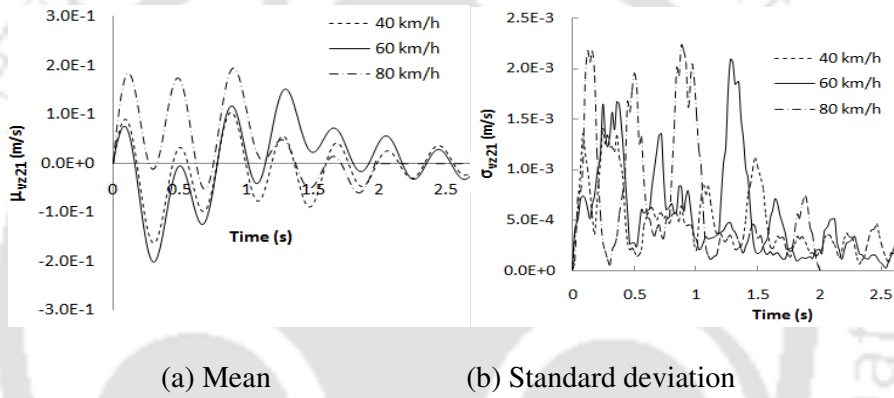 3.0E-1
2.0E-1
1.0E-1
0.0E+0
-1.0E-1
-2.0E-1
-3.0E-1
μvz21 (m/s)
0 0.5 1 1.5 2 2.5
Time (s)
40 km/h
60 km/h
80 km/h
2.5E-3
2.0E-3
1.5E-3
1.0E-3
5.0E-4
0.0E+0
σvz21 (m/s)
0 0.5 1 1.5 2 2.5
Time (s)
40 km/h
60 km/h
80 km/h
(a) Mean
(b) Standard deviation